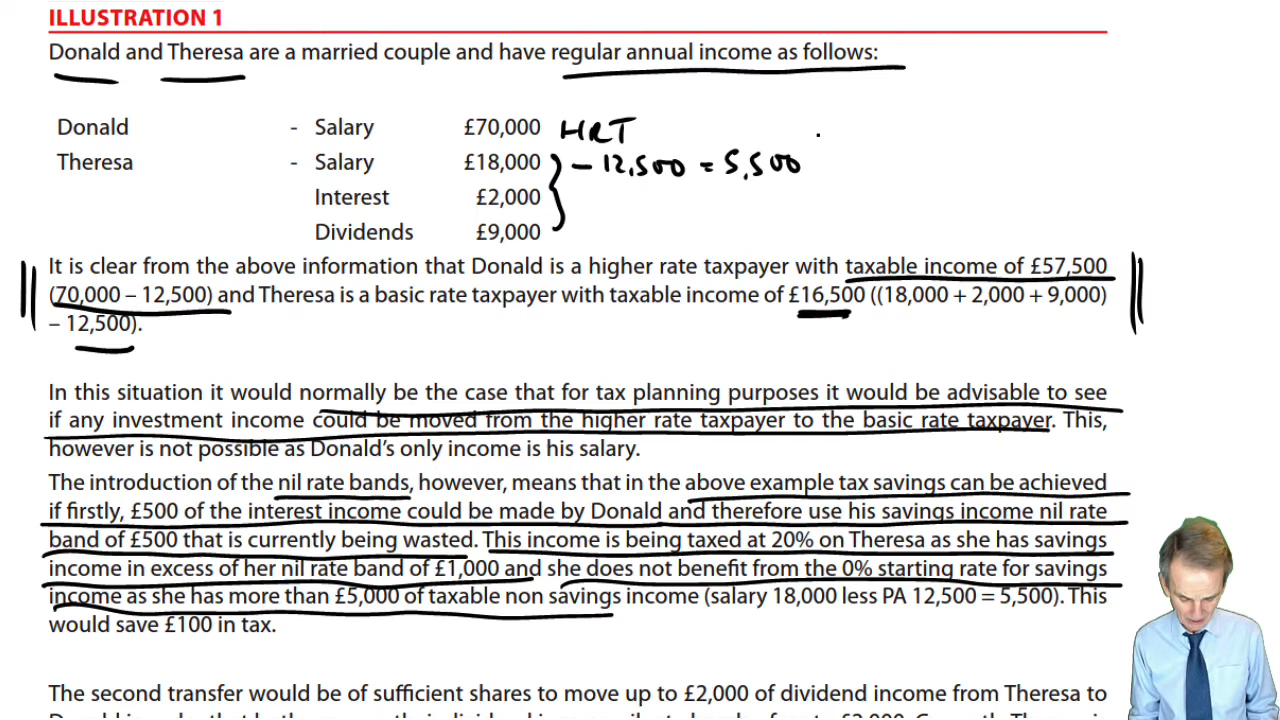 ILLUSTRATION 1
Donald and Theresa are a married couple and have regular annual income as follows:
Donald - Salary £70,000 HRT
Theresa - Salary £18,000 - 12,500 = 5,500
Interest £2,000
Dividends £9,000
It is clear from the above information that Donald is a higher rate taxpayer with taxable income of £57,500
(70,000 – 12,500) and Theresa is a basic rate taxpayer with taxable income of £16,500 ((18,000 + 2,000 + 9,000)
– 12,500).
In this situation it would normally be the case that for tax planning purposes it would be advisable to see
if any investment income could be moved from the higher rate taxpayer to the basic rate taxpayer. This,
however is not possible as Donald's only income is his salary.
The introduction of the nil rate bands, however, means that in the above example tax savings can be achieved
if firstly, £500 of the interest income could be made by Donald and therefore use his savings income nil rate
band of £500 that is currently being wasted. This income is being taxed at 20% on Theresa as she has savings
income in excess of her nil rate band of £1,000 and she does not benefit from the 0% starting rate for savings
income as she has more than £5,000 of taxable non savings income (salary 18,000 less PA 12,500 = 5,500). This
would save £100 in tax.
The second transfer would be of sufficient shares to move up to £2,000 of dividend income from Theresa to